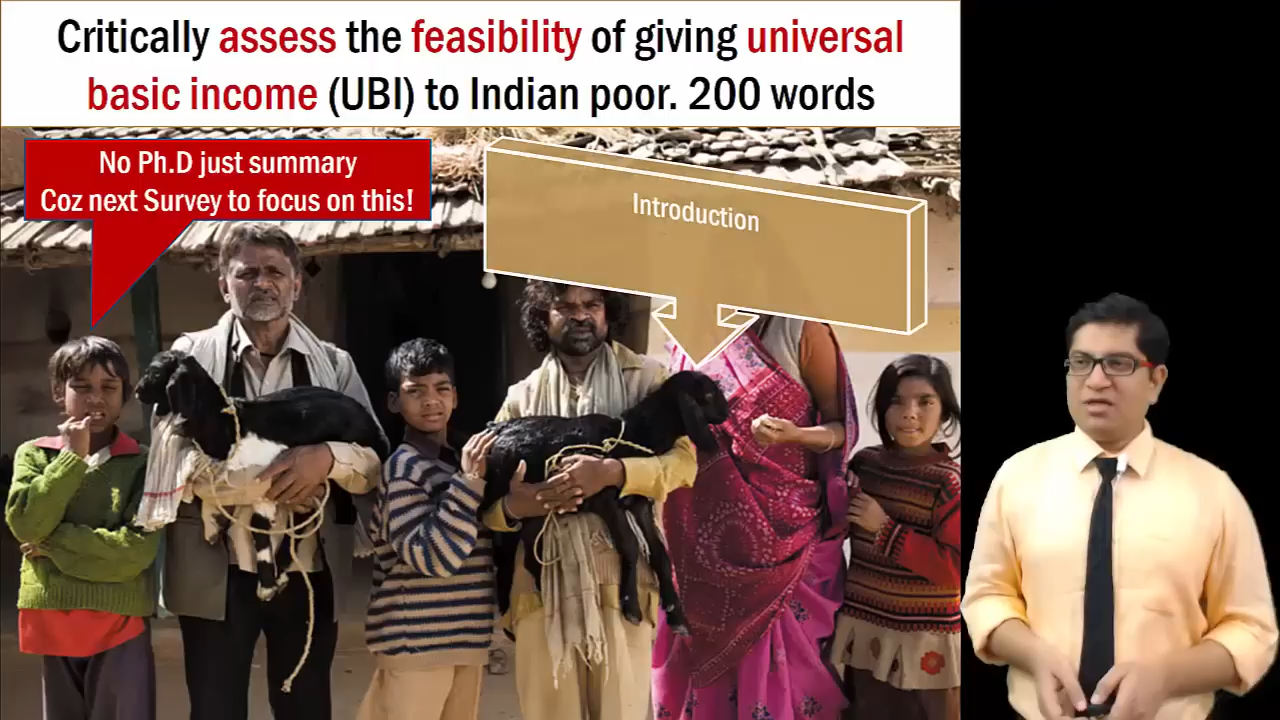 Critically assess the feasibility of giving universal
basic income (UBI) to Indian poor. 200 words
No Ph.D just summary
Coz next Survey to focus on this!
Introduction